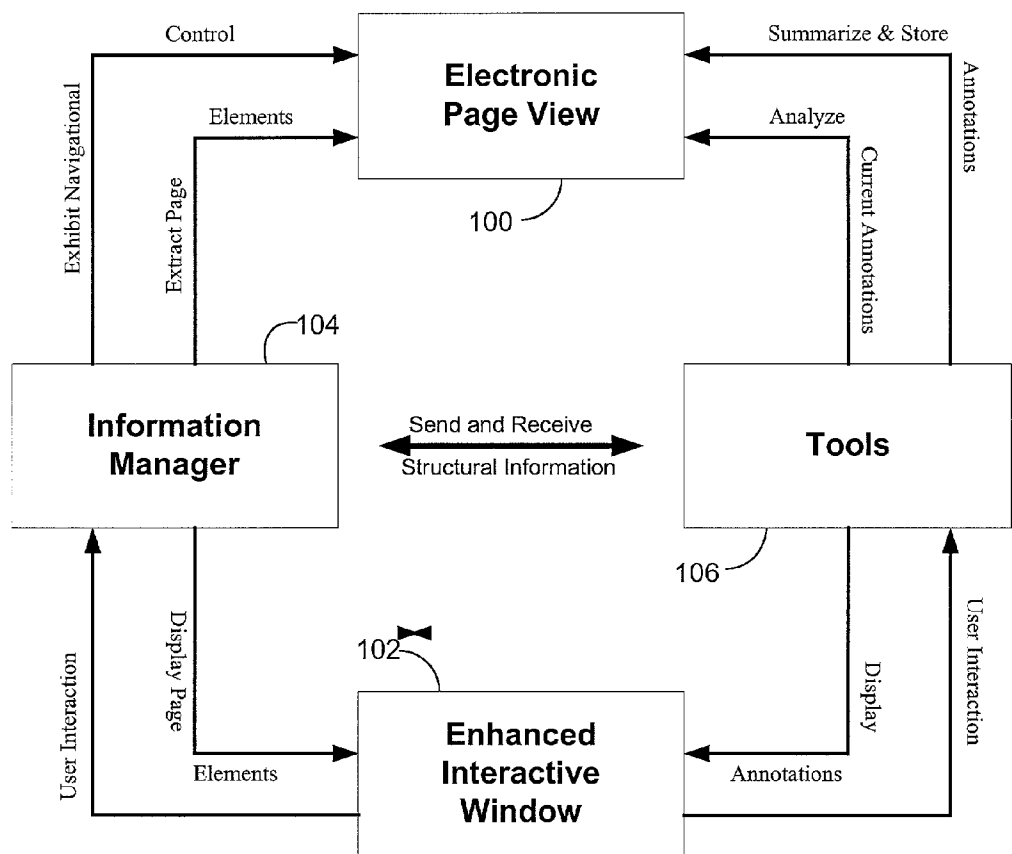 Control
Summarize & Store
Electronic
Page View
Elements
Analyze
Exhibit Navigational
Extract Page
Current Annotations
Annotations
100
104
Information
Manager
Send and Receive
Structural Information
Tools
106
User Interaction
Display Page
Display
User Interaction
102
Enhanced
Interactive
Window
Elements
Annotations